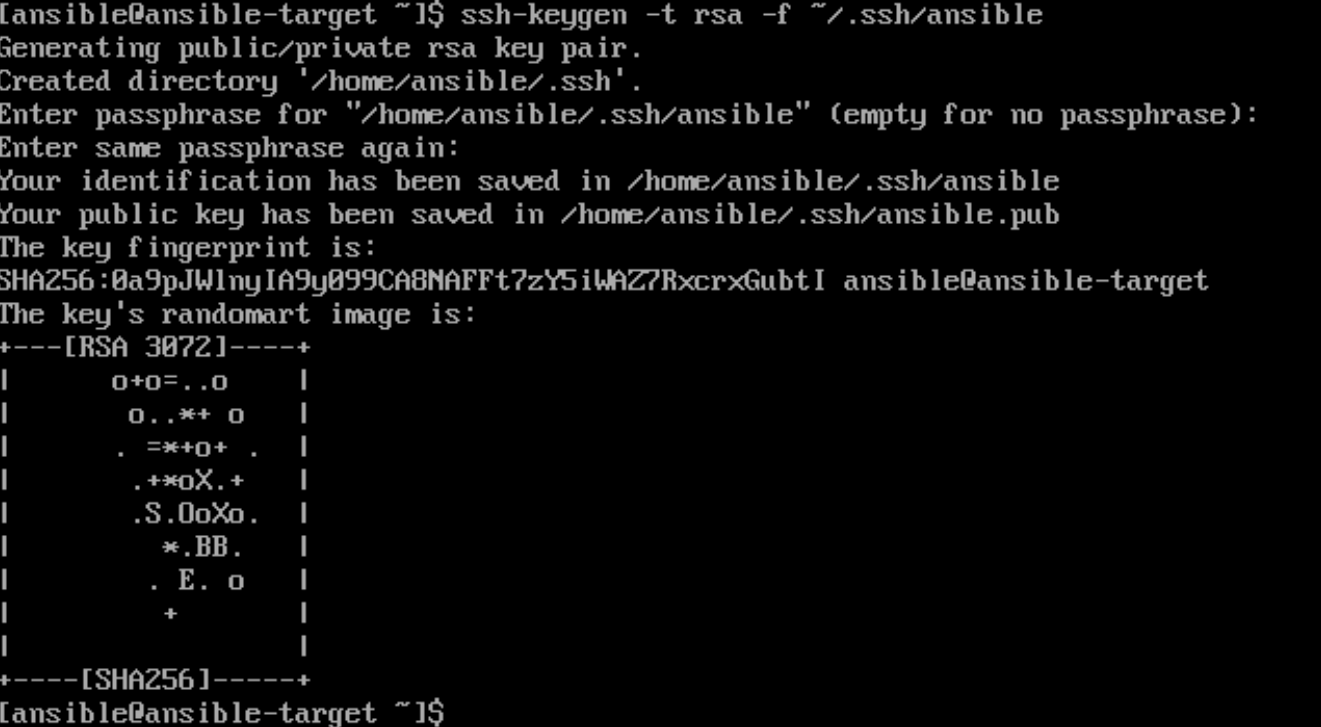 [ansible@ansible-target ~]$ ssh-keygen -t rsa -f ~/.ssh/ansible
Generating public/private rsa key pair.
Created directory '/home/ansible/.ssh'.
Enter passphrase for "/home/ansible/.ssh/ansible" (empty for no passphrase):
Enter same passphrase again:
Your identification has been saved in /home/ansible/.ssh/ansible
Your public key has been saved in /home/ansible/.ssh/ansible.pub
The key fingerprint is:
SHA256:0a9pJWlnyIA9y099CA8NAFFt7zY5iWAZ7RxcrxGubtI ansible@ansible-target
The key's randomart image is:
+---[RSA 3072]----+
|      o+o=..o    |
|       o..*+ o   |
|      . =*+o+ .  |
|       .+*oX.+   |
|       .S.OoXo.  |
|         *.BB.   |
|        . E. o   |
|         +       |
|                 |
+----[SHA256]-----+
[ansible@ansible-target ~]$